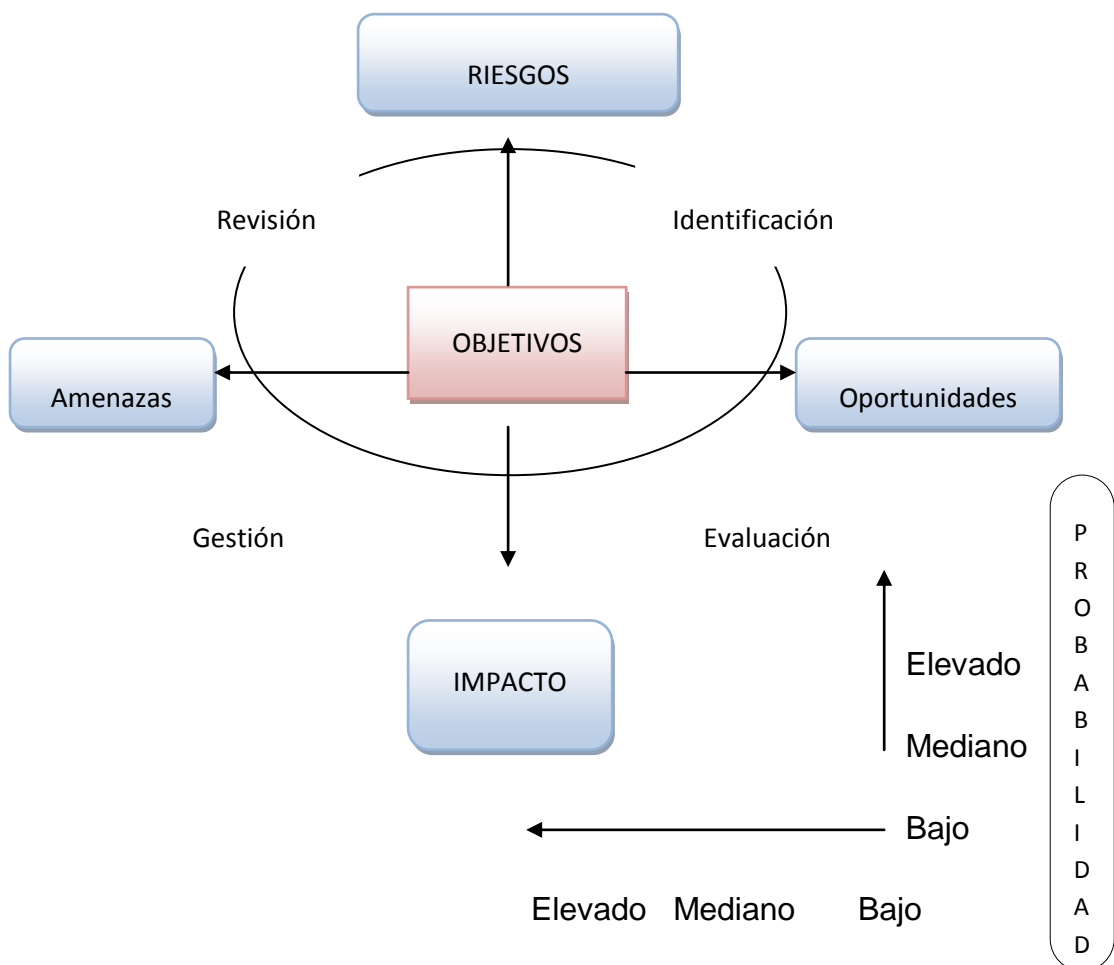 RIESGOS
Revisión
Identificación
OBJETIVOS
Amenazas
Oportunidades
Gestión
Evaluación
IMPACTO
Elevado
Mediano
Bajo
Elevado Mediano Bajo
P
R
O
B
A
B
I
L
I
D
A
D